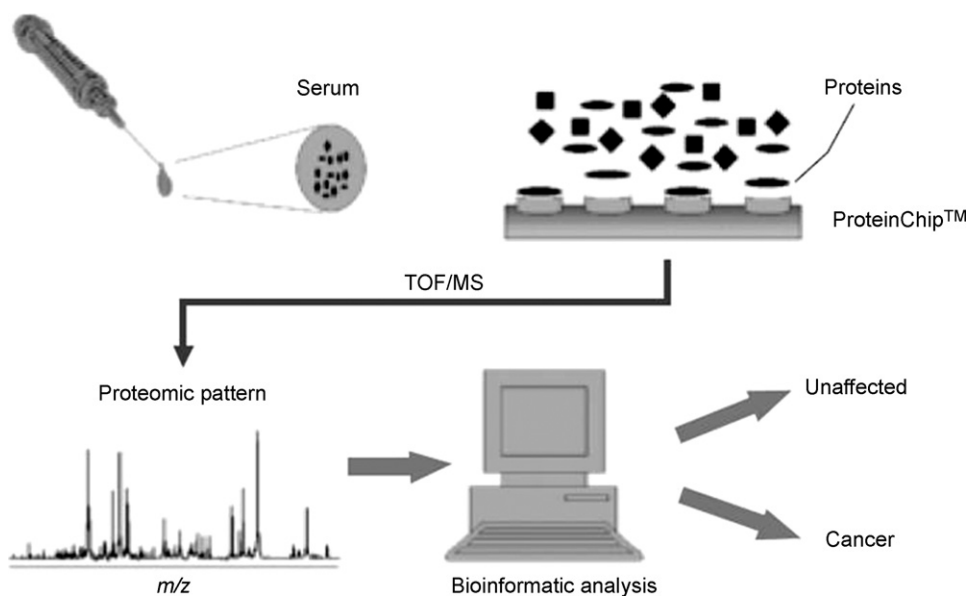 Serum
Proteins
ProteinChip™
TOF/MS
Proteomic pattern
Unaffected
Cancer
m/z
Bioinformatic analysis